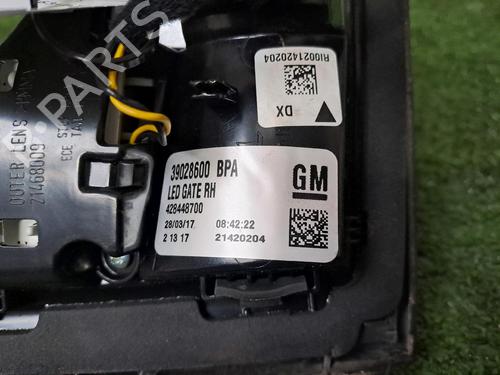 B-PARTS
RI0021420204
DX
OUTER LENS
21468009
ECE
39028600 BPA
LED GATE RH
428448700
28/03/17 08:42:22
2 13 17 21420204
GM